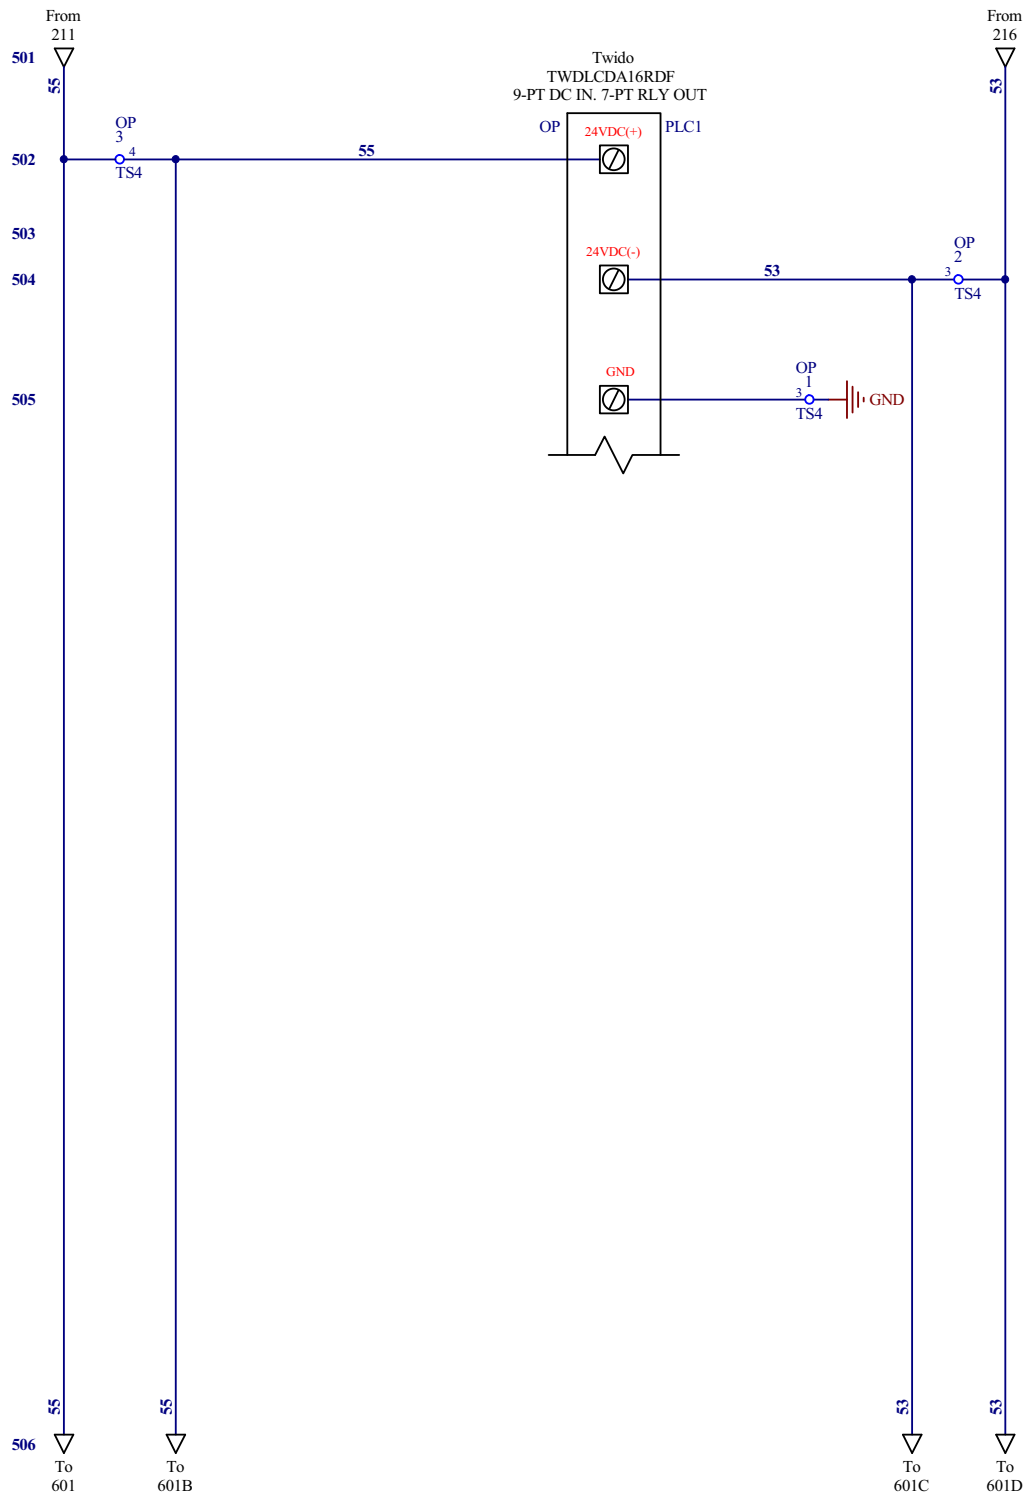 From
211
From
216
501
55
53
Twido
TWDLCDA16RDF
9-PT DC IN. 7-PT RLY OUT
OP
24VDC(+)
PLC1
OP
3
4
TS4
502
55
503
24VDC(-)
OP
2
3
TS4
504
53
GND
OP
1
3
TS4
505
GND
55
55
53
53
506
To
601
To
601B
To
601C
To
601D